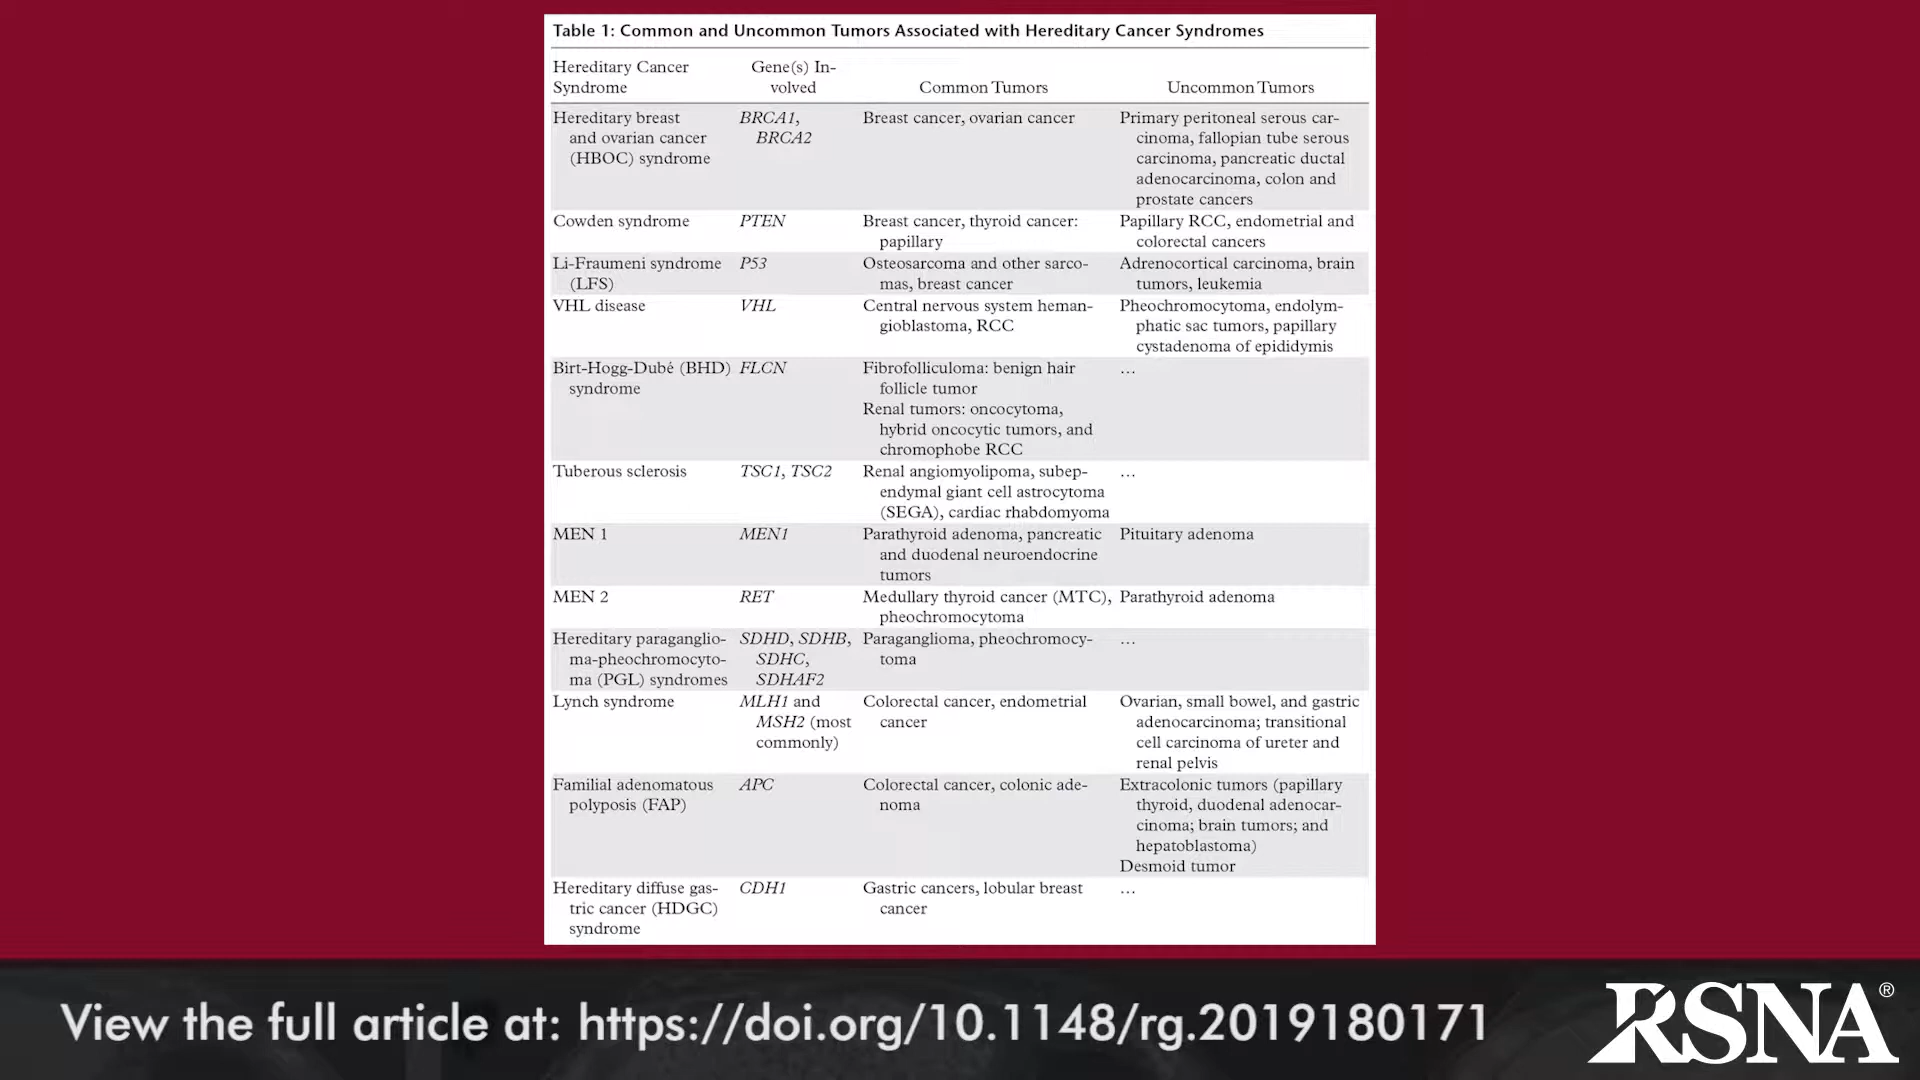 Table 1: Common and Uncommon Tumors Associated with Hereditary Cancer Syndromes
Hereditary Cancer Syndrome
Gene(s) In-
volved
Common Tumors
Uncommon Tumors
Hereditary breast
and ovarian cancer
(HBOC) syndrome
BRCA1,
BRCA2
Breast cancer, ovarian cancer
Primary peritoneal serous car-
cinoma, fallopian tube serous
carcinoma, pancreatic ductal
adenocarcinoma, colon and
prostate cancers
Cowden syndrome
PTEN
Breast cancer, thyroid cancer:
papillary
Papillary RCC, endometrial and
colorectal cancers
Li-Fraumeni syndrome
(LFS)
P53
Osteosarcoma and other sarco-
mas, breast cancer
Adrenocortical carcinoma, brain
tumors, leukemia
VHL disease
VHL
Central nervous system heman-
gioblastoma, RCC
Pheochromocytoma, endolym-
phatic sac tumors, papillary
cystadenoma of epididymis
Birt-Hogg-Dubé (BHD)
syndrome
FLCN
Fibrofolliculoma: benign hair
follicle tumor
Renal tumors: oncocytoma,
hybrid oncocytic tumors, and
chromophobe RCC
...
Tuberous sclerosis
TSC1, TSC2
Renal angiomyolipoma, subep-
endymal giant cell astrocytoma
(SEGA), cardiac rhabdomyoma
...
MEN 1
MEN1
Parathyroid adenoma, pancreatic
and duodenal neuroendocrine
tumors
Pituitary adenoma
MEN 2
RET
Medullary thyroid cancer (MTC),
pheochromocytoma
Parathyroid adenoma
Hereditary paraganglio-
ma-pheochromocyto-
ma (PGL) syndromes
SDHD, SDHB,
SDHC,
SDHAF2
Paraganglioma, pheochromocy-
toma
...
Lynch syndrome
MLH1 and
MSH2 (most
commonly)
Colorectal cancer, endometrial
cancer
Ovarian, small bowel, and gastric
adenocarcinoma; transitional
cell carcinoma of ureter and
renal pelvis
Familial adenomatous
polyposis (FAP)
APC
Colorectal cancer, colonic ade-
noma
Extracolonic tumors (papillary
thyroid, duodenal adenocar-
cinoma; brain tumors; and
hepatoblastoma)
Desmoid tumor
Hereditary diffuse gas-
tric cancer (HDGC)
syndrome
CDH1
Gastric cancers, lobular breast
cancer
...
View the full article at: https://doi.org/10.1148/rg.2019180171
RSNA®